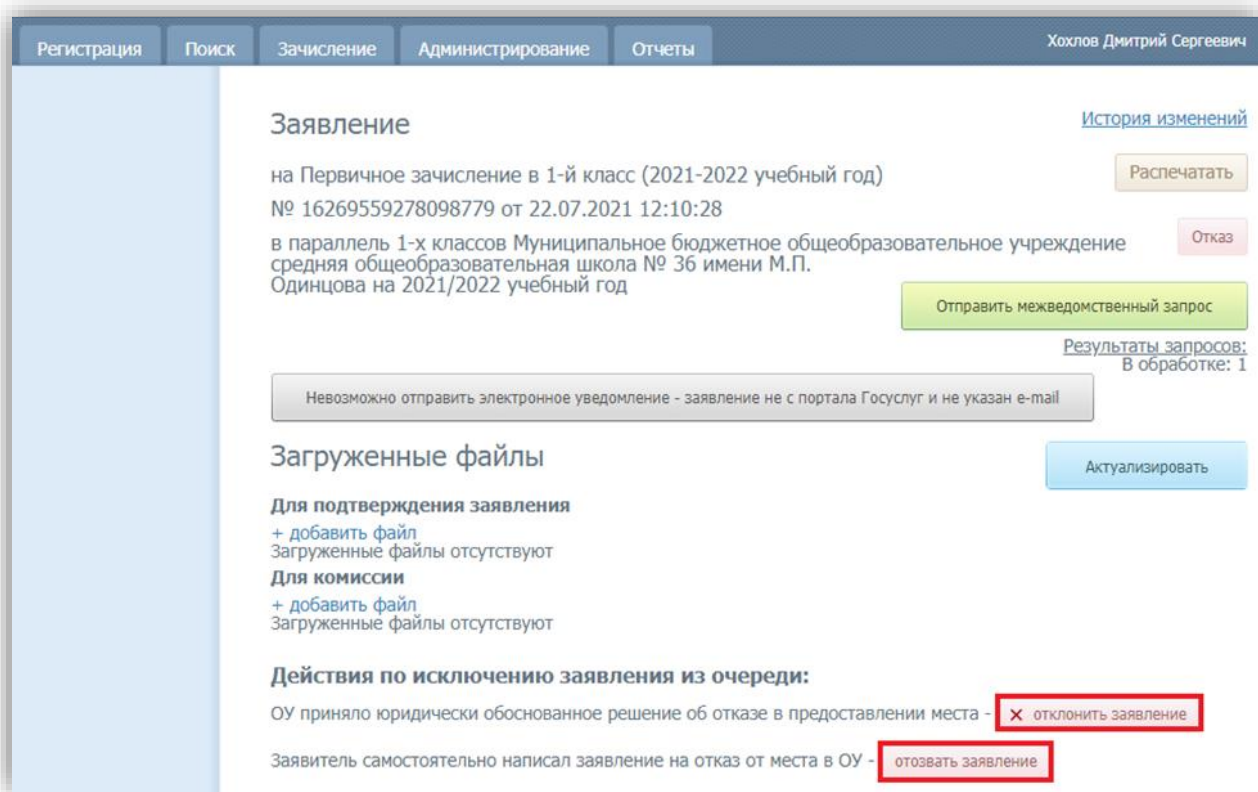 Регистрация Поиск Зачисление Администрирование Отчеты Хохлов Дмитрий Сергеевич
Заявление
История изменений
на Первичное зачисление в 1-й класс (2021-2022 учебный год)
Распечатать
№ 16269559278098779 от 22.07.2021 12:10:28
в параллель 1-х классов Муниципальное бюджетное общеобразовательное учреждение
Отказ
средняя общеобразовательная школа № 36 имени М.П.
Одинцова на 2021/2022 учебный год
Отправить межведомственный запрос
Результаты запросов:
В обработке: 1
Невозможно отправить электронное уведомление - заявление не с портала Госуслуг и не указан e-mail
Загруженные файлы
Актуализировать
Для подтверждения заявления
+ добавить файл
Загруженные файлы отсутствуют
Для комиссии
+ добавить файл
Загруженные файлы отсутствуют
Действия по исключению заявления из очереди:
ОУ приняло юридически обоснованное решение об отказе в предоставлении места - × отклонить заявление
Заявитель самостоятельно написал заявление на отказ от места в ОУ - отозвать заявление